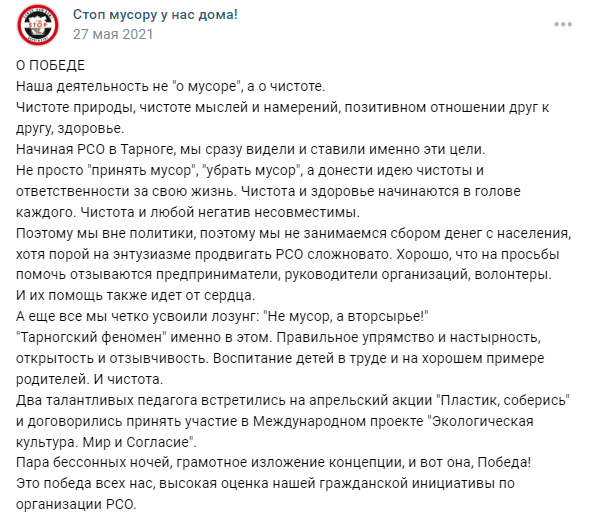 Стоп мусору у нас дома!
27 мая 2021
О ПОБЕДЕ
Наша деятельность не "о мусоре", а о чистоте.
Чистоте природы, чистоте мыслей и намерений, позитивном отношении друг к
другу, здоровье.
Начиная РСО в Тарноге, мы сразу видели и ставили именно эти цели.
Не просто "принять мусор", "убрать мусор", а донести идею чистоты и
ответственности за свою жизнь. Чистота и здоровье начинаются в голове
каждого. Чистота и любой негатив несовместимы.
Поэтому мы вне политики, поэтому мы не занимаемся сбором денег с населения,
хотя порой на энтузиазме продвигать РСО сложновато. Хорошо, что на просьбы
помочь отзываются предприниматели, руководители организаций, волонтеры.
И их помощь также идет от сердца.
А еще все мы четко усвоили лозунг: "Не мусор, а вторсырье!"
"Тарногский феномен" именно в этом. Правильное упрямство и настырность,
открытость и отзывчивость. Воспитание детей в труде и на хорошем примере
родителей. И чистота.
Два талантливых педагога встретились на апрельский акции "Пластик, соберись"
и договорились принять участие в Международном проекте "Экологическая
культура. Мир и Согласие".
Пара бессонных ночей, грамотное изложение концепции, и вот она, Победа!
Это победа всех нас, высокая оценка нашей гражданской инициативы по
организации РСО.